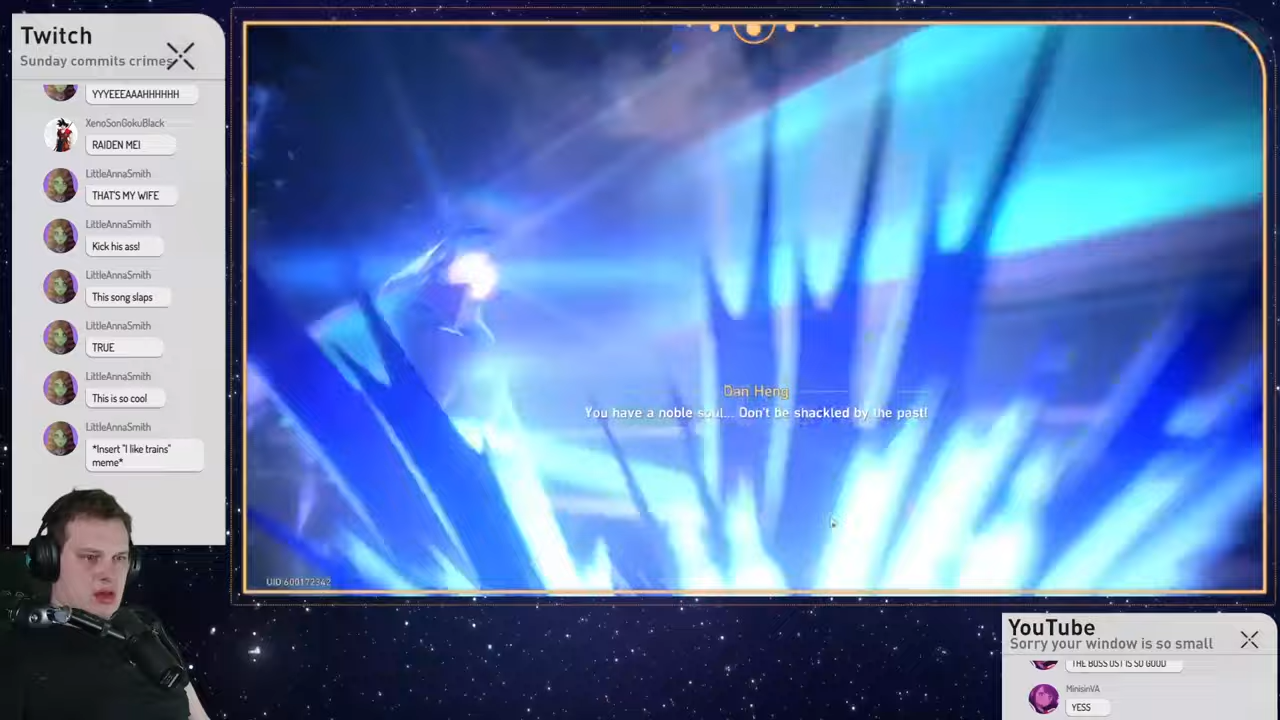 Twitch
Sunday commits crimes
YYYEEEAAAHHHHHH
XenoSonGokuBlack
RAIDEN MEI
LittleAnnaSmith
THAT'S MY WIFE
LittleAnnaSmith
Kick his ass!
LittleAnnaSmith
This song slaps
LittleAnnaSmith
TRUE
LittleAnnaSmith
This is so cool
LittleAnnaSmith
*Insert "I like trains"
meme*
Dan Heng
You have a noble soul... Don't be shackled by the past!
UID:600172342
YouTube
Sorry your window is so small
THE BOSS OST IS SO GOOD
MinisinVA
YESS